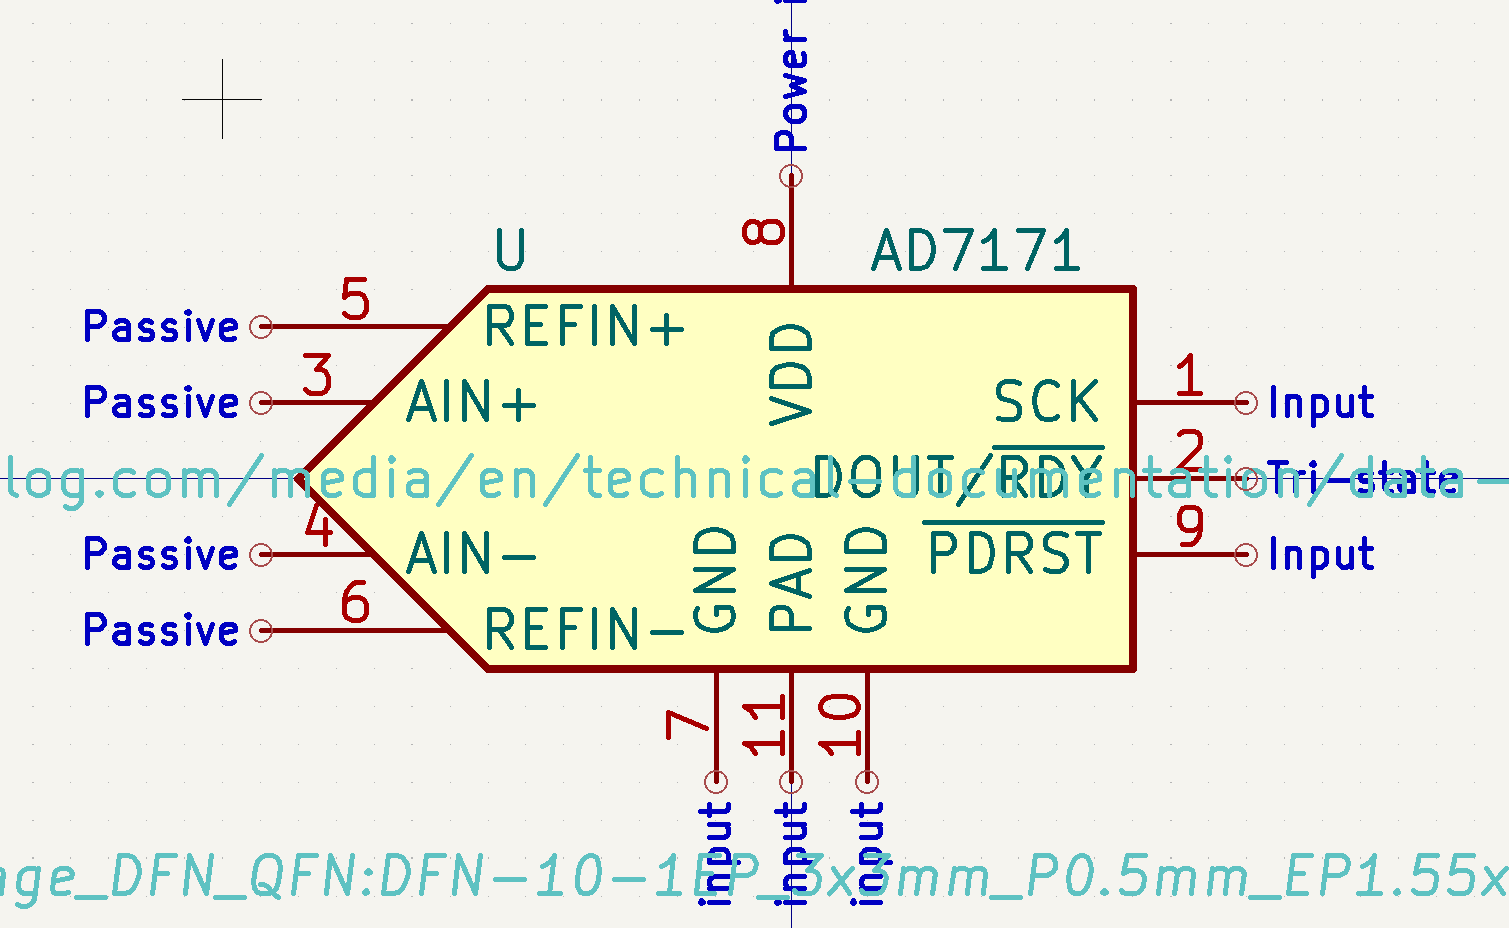 Power i
8
U
AD7171
5
Passive
REFIN+
VDD
3
Passive
AIN+
SCK
1
Input
log.com/media/en/technical-documentation/data-
DOUT/RDY
2
Tri-state
4
Passive
AIN-
PDRST
9
Input
6
Passive
REFIN-
GND
PAD
GND
7
11
10
input
input
input
age_DFN_QFN:DFN-10-1EP_3x3mm_P0.5mm_EP1.55x